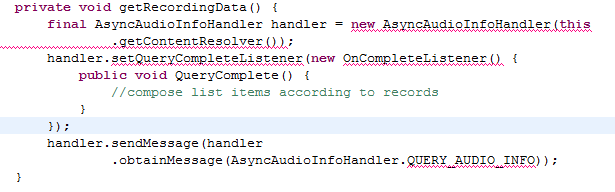 private void getRecordingData() {
final AsyncAudioInfoHandler handler = new AsyncAudioInfoHandler(this
.getContentResolver());
handler.setQueryCompleteListener(new OnCompleteListener() {
public void QueryComplete() {
//compose list items according to records
}
});
handler.sendMessage(handler
.obtainMessage(AsyncAudioInfoHandler.QUERY_AUDIO_INFO));
}